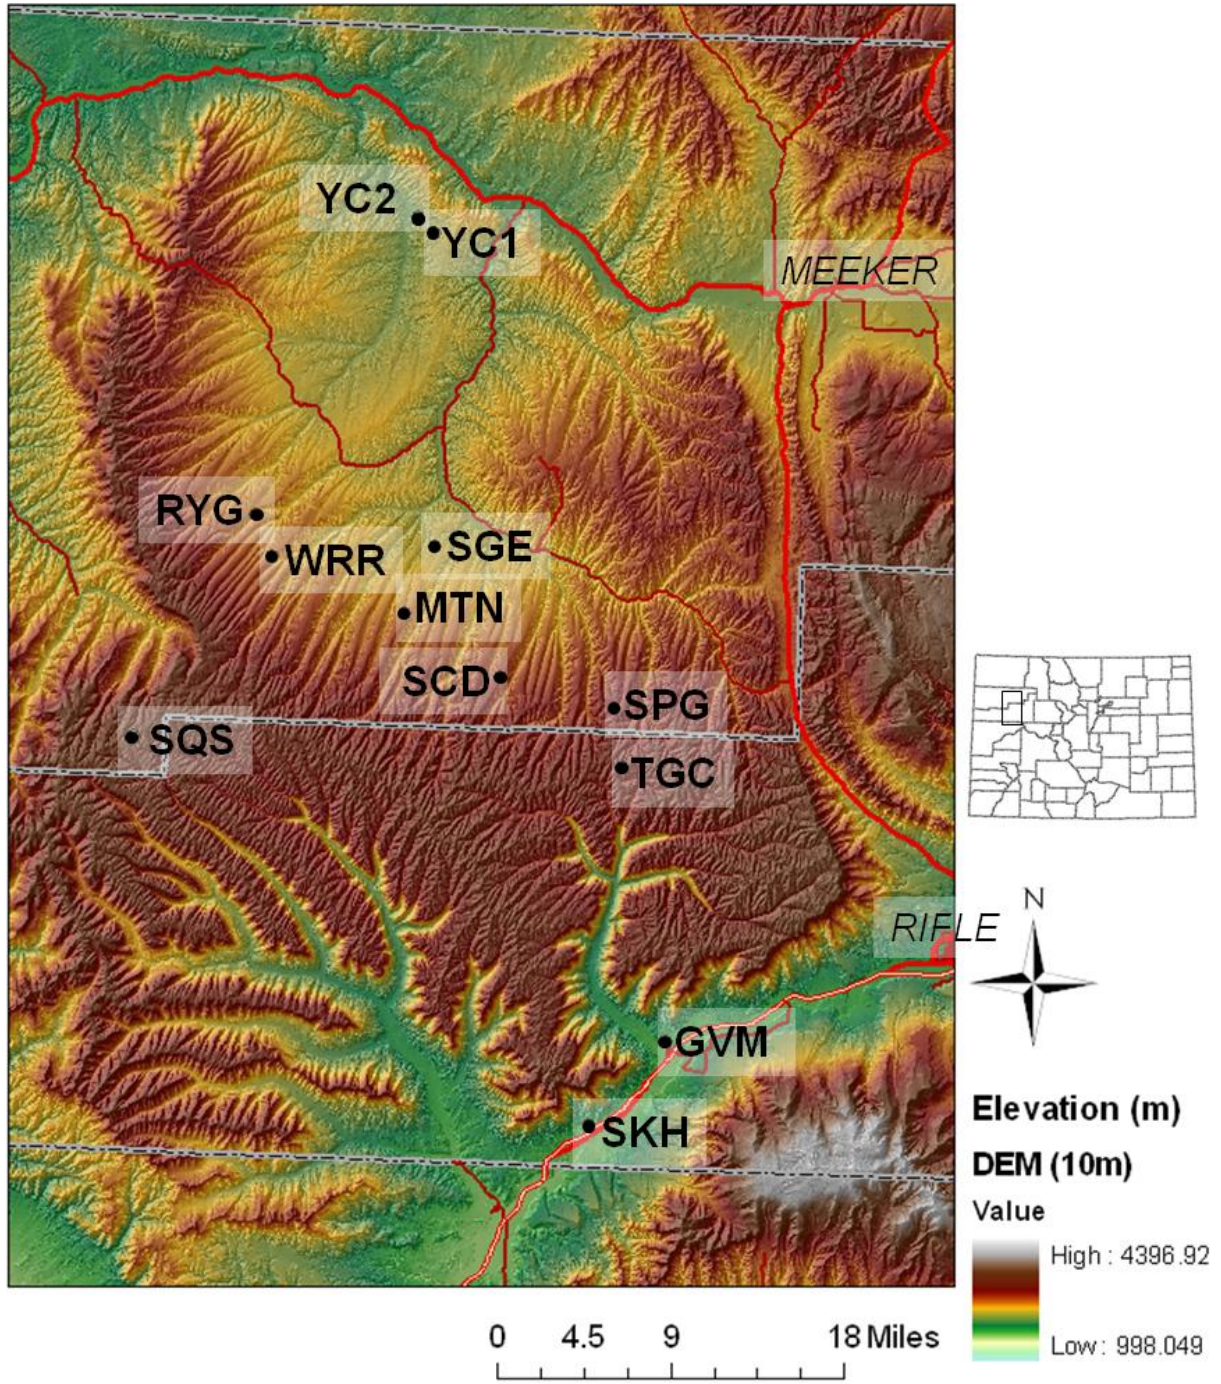 YC2
YC1
MEEKER
RYG
WRR
SGE
MTN
SCD
SPG
SQS
TGC
RIFLE
N
GVM
SKH
Elevation (m)
DEM (10m)
Value
High : 4396.92
Low : 998.049
0 4.5 9 18 Miles